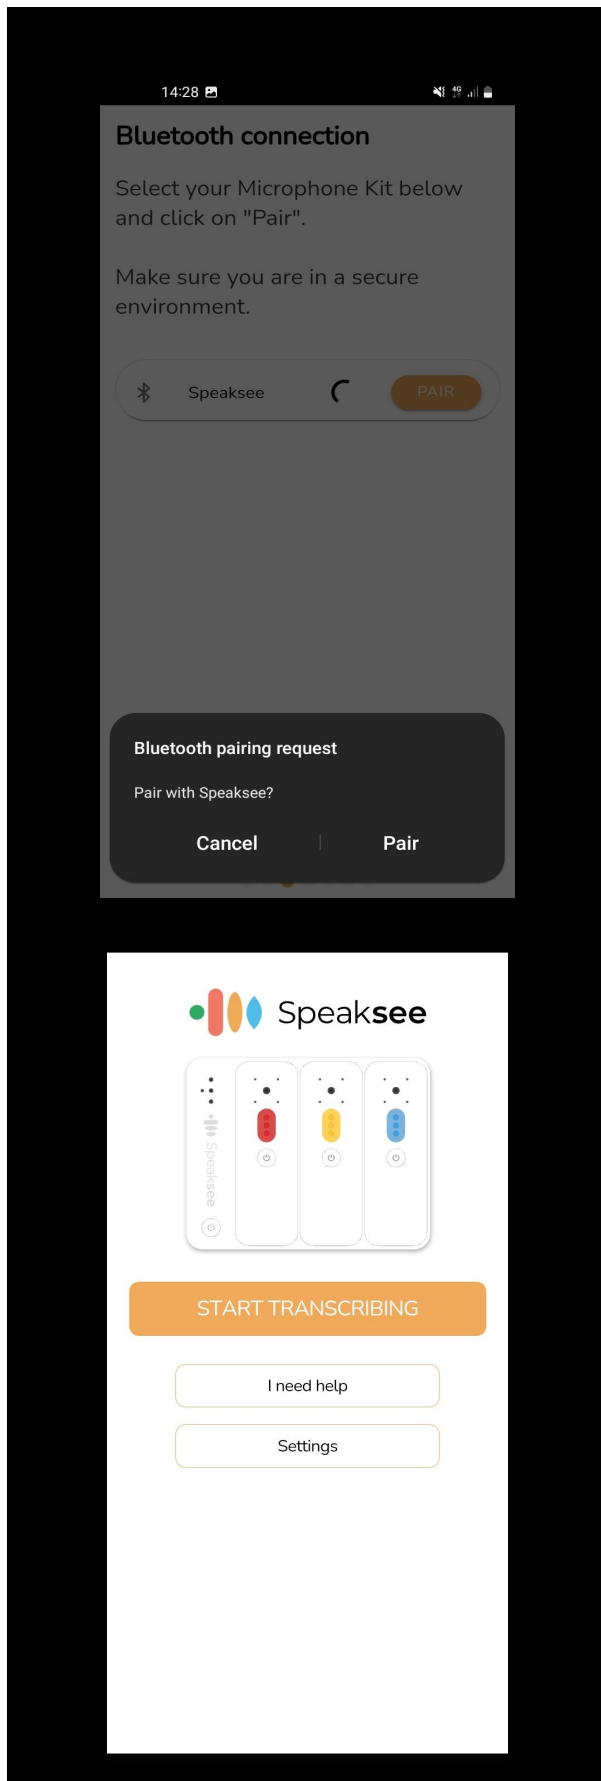 14:28
4G
Bluetooth connection
Select your Microphone Kit below
and click on "Pair".
Make sure you are in a secure
environment.
Speaksee
PAIR
Bluetooth pairing request
Pair with Speaksee?
Cancel
Pair
Speaksee
Speaksee
START TRANSCRIBING
I need help
Settings